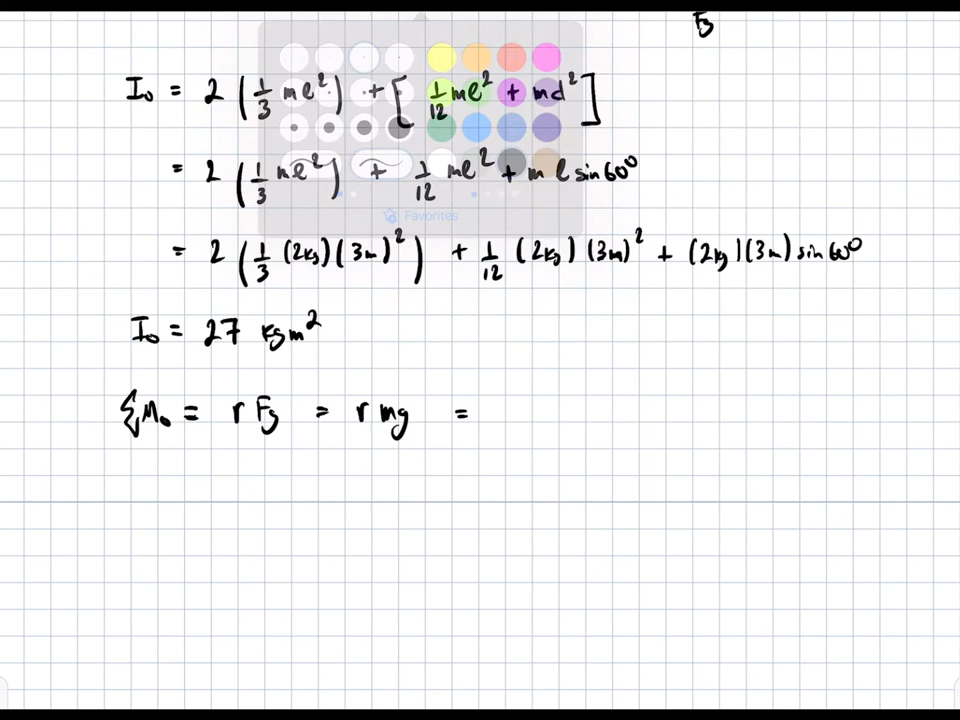 Fg
I₀ = 2 (1/3 ml²) + [1/12 ml² + md²]
= 2 (1/3 ml²) + 1/12 ml² + m l sin 60°
= 2 (1/3 (2kg)(3m)²) + 1/12 (2kg)(3m)² + (2kg)(3m) sin 60°
Favorites
I₀ = 27 kgm²
ΣM₀ = r Fg = r mg =